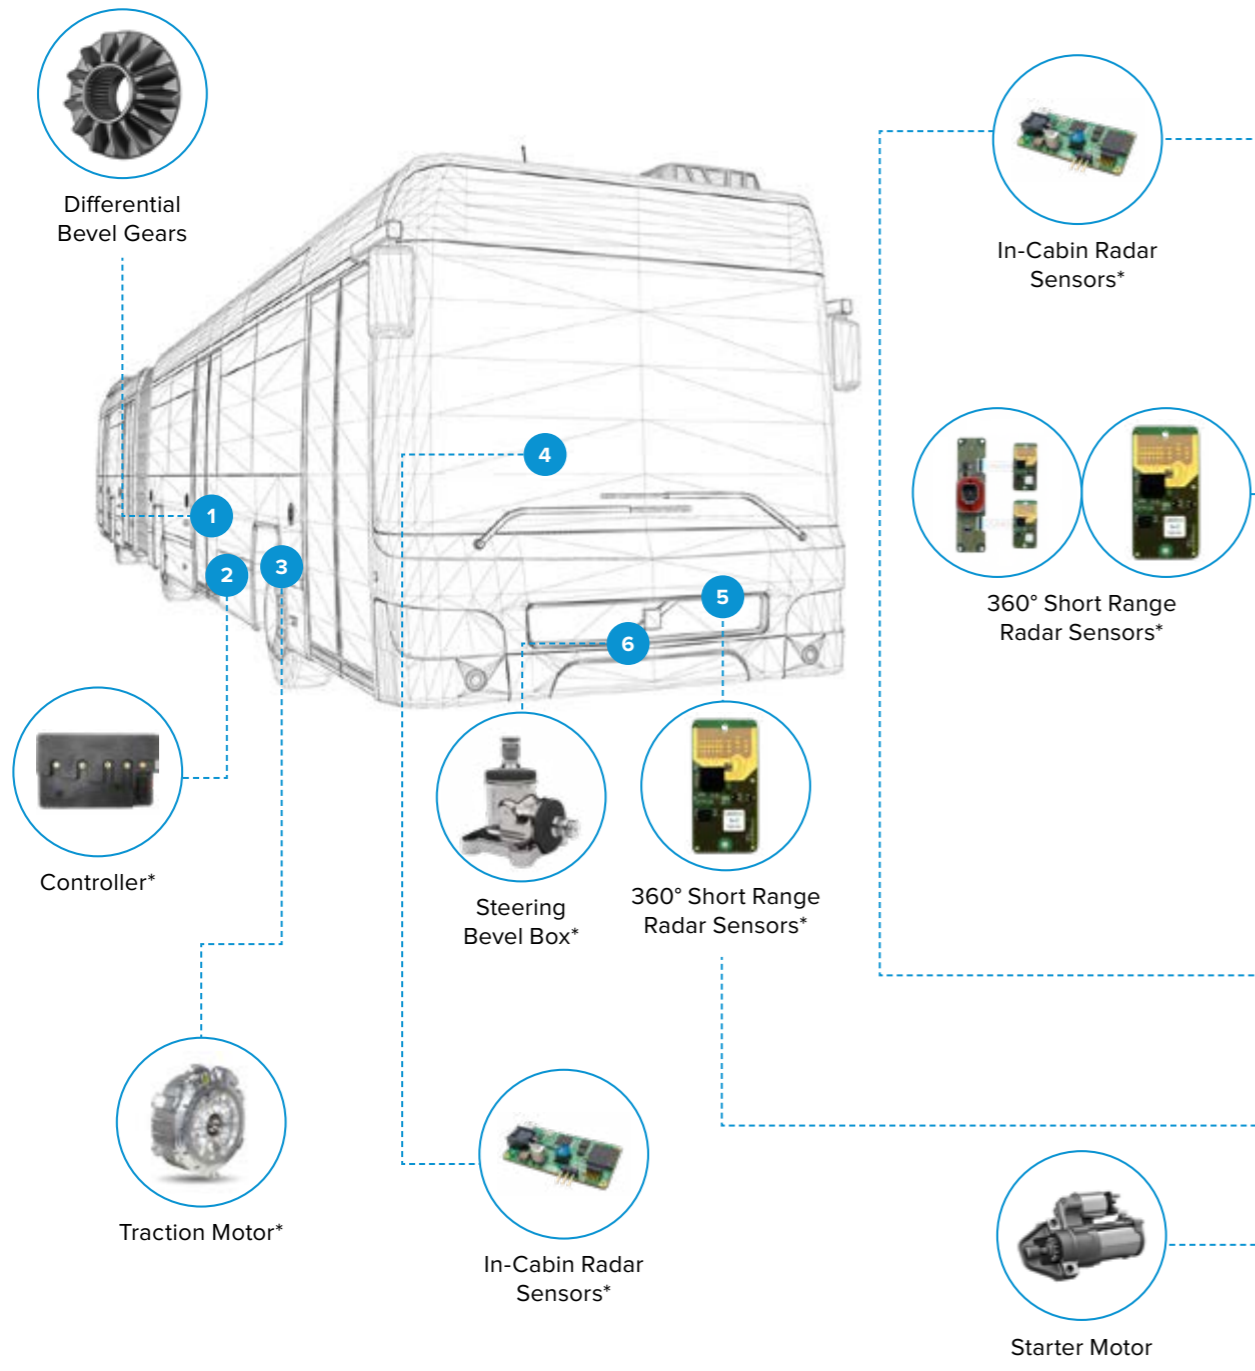 Differential
Bevel Gears
In-Cabin Radar
Sensors*
4
1
2
3
5
6
360° Short Range
Radar Sensors*
Controller*
Steering
Bevel Box*
360° Short Range
Radar Sensors*
Traction Motor*
In-Cabin Radar
Sensors*
Starter Motor